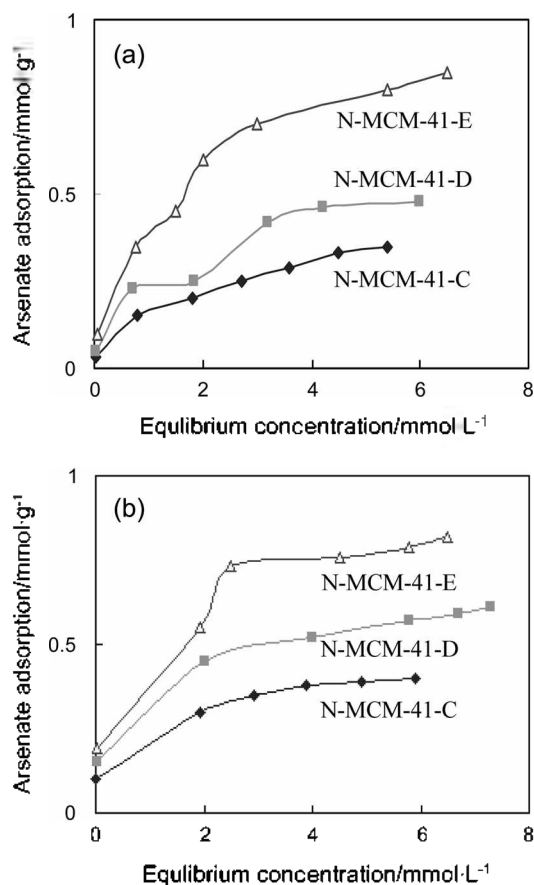 1
(a)
Arsenate adsorption/mmol·g-1
N-MCM-41-E
0.5
N-MCM-41-D
N-MCM-41-C
0
0
2
4
6
8
Equlibrium concentration/mmol·L-1
1
(b)
Arsenate adsorption/mmol·g-1
N-MCM-41-E
0.5
N-MCM-41-D
N-MCM-41-C
0
0
2
4
6
8
Equlibrium concentration/mmol·L-1